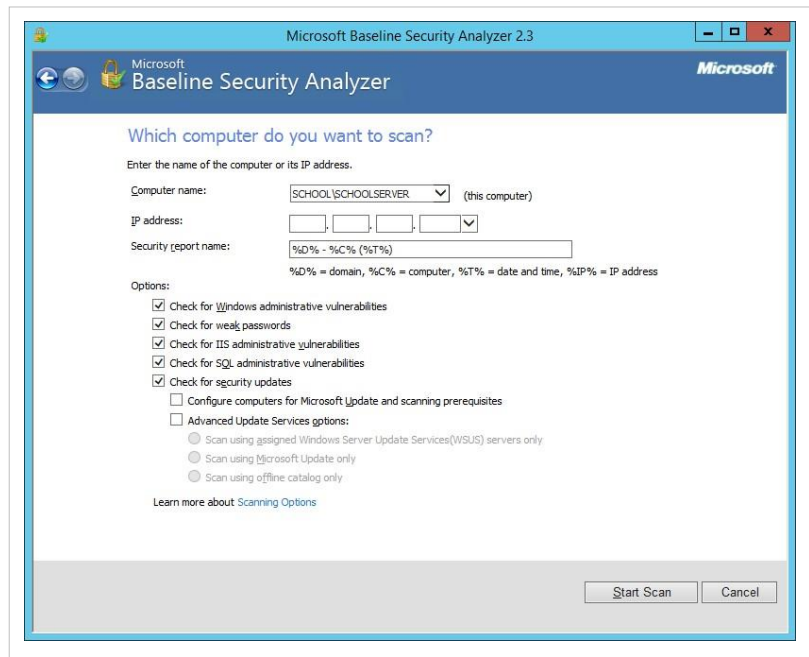 Microsoft Baseline Security Analyzer 2.3
Microsoft
Baseline Security Analyzer
Microsoft
Which computer do you want to scan?
Enter the name of the computer or its IP address.
Computer name: SCHOOL\SCHOOLSERVER (this computer)
IP address: . . .
Security report name: %D% - %C% (%T%)
%D% = domain, %C% = computer, %T% = date and time, %IP% = IP address
Options:
Check for Windows administrative vulnerabilities
Check for weak passwords
Check for IIS administrative vulnerabilities
Check for SQL administrative vulnerabilities
Check for security updates
Configure computers for Microsoft Update and scanning prerequisites
Advanced Update Services options:
Scan using assigned Windows Server Update Services(WSUS) servers only
Scan using Microsoft Update only
Scan using offline catalog only
Learn more about Scanning Options
Start Scan Cancel